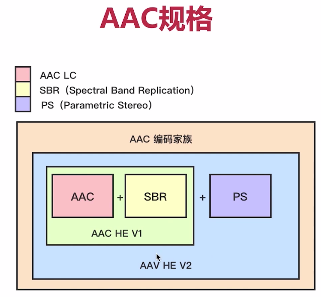 AAC规格
AAC LC
SBR（Spectral Band Replication）
PS（Parametric Stereo）
AAC 编码家族
AAC + SBR + PS
AAC HE V1
AAV HE V2